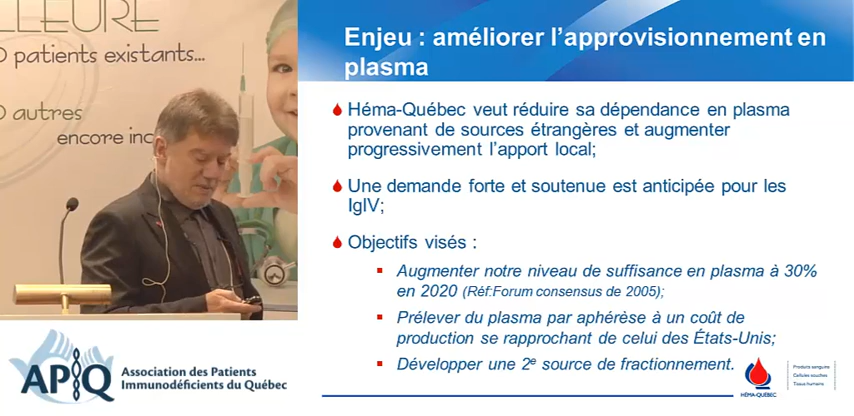 LLEURE
0 patients existants...
0 autres
encore inc
APIQ
Association des Patients
Immunodéficients du Québec
Enjeu : améliorer l'approvisionnement en
plasma
Héma-Québec veut réduire sa dépendance en plasma
provenant de sources étrangères et augmenter
progressivement l'apport local;
Une demande forte et soutenue est anticipée pour les
IgIV;
Objectifs visés :
Augmenter notre niveau de suffisance en plasma à 30%
en 2020 (Réf:Forum consensus de 2005);
Prélever du plasma par aphérèse à un coût de
production se rapprochant de celui des États-Unis;
Développer une 2e source de fractionnement.
HÉMA-QUÉBEC
Produits sanguins
Cellules souches
Tissus humains